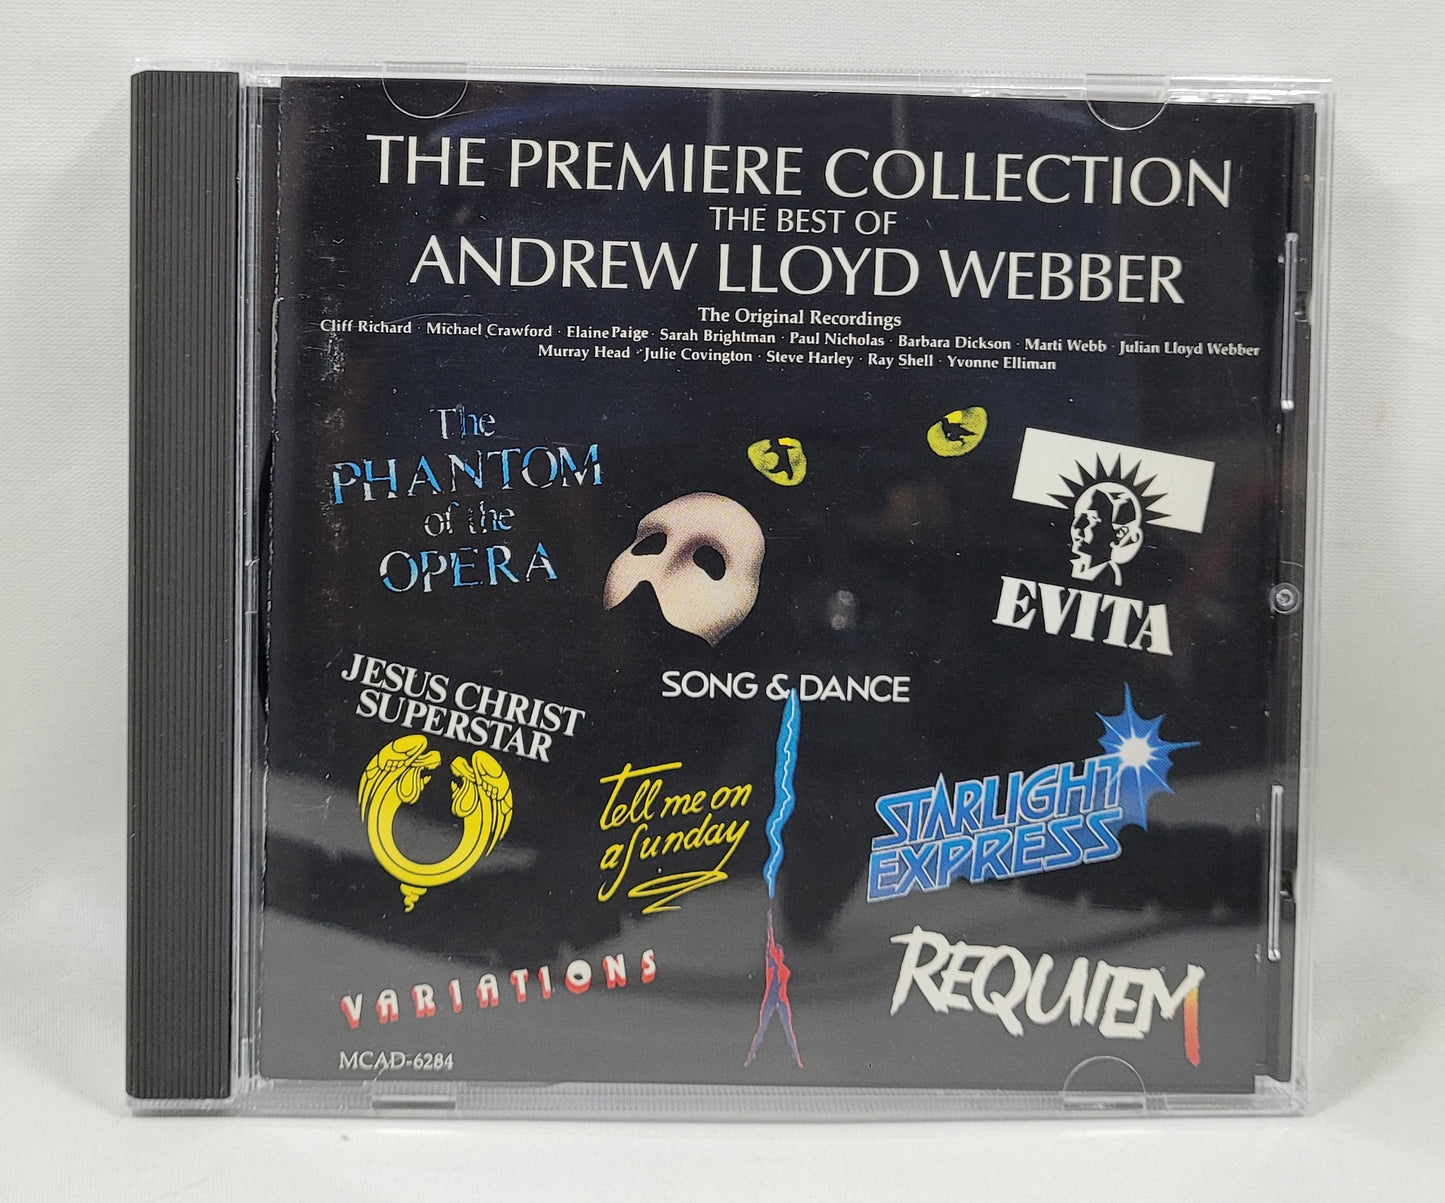 THE PREMIERE COLLECTION
THE BEST OF
ANDREW LLOYD WEBBER
The Original Recordings
Cliff Richard · Michael Crawford · Elaine Paige · Sarah Brightman · Paul Nicholas · Barbara Dickson · Marti Webb · Julian Lloyd Webber
Murray Head · Julie Covington · Steve Harley · Ray Shell · Yvonne Elliman
The
PHANTOM
of the
OPERA
EVITA
SONG & DANCE
JESUS CHRIST
SUPERSTAR
tell me on
a sunday
STARLIGHT
EXPRESS
VARIATIONS
REQUIEM
MCAD-6284